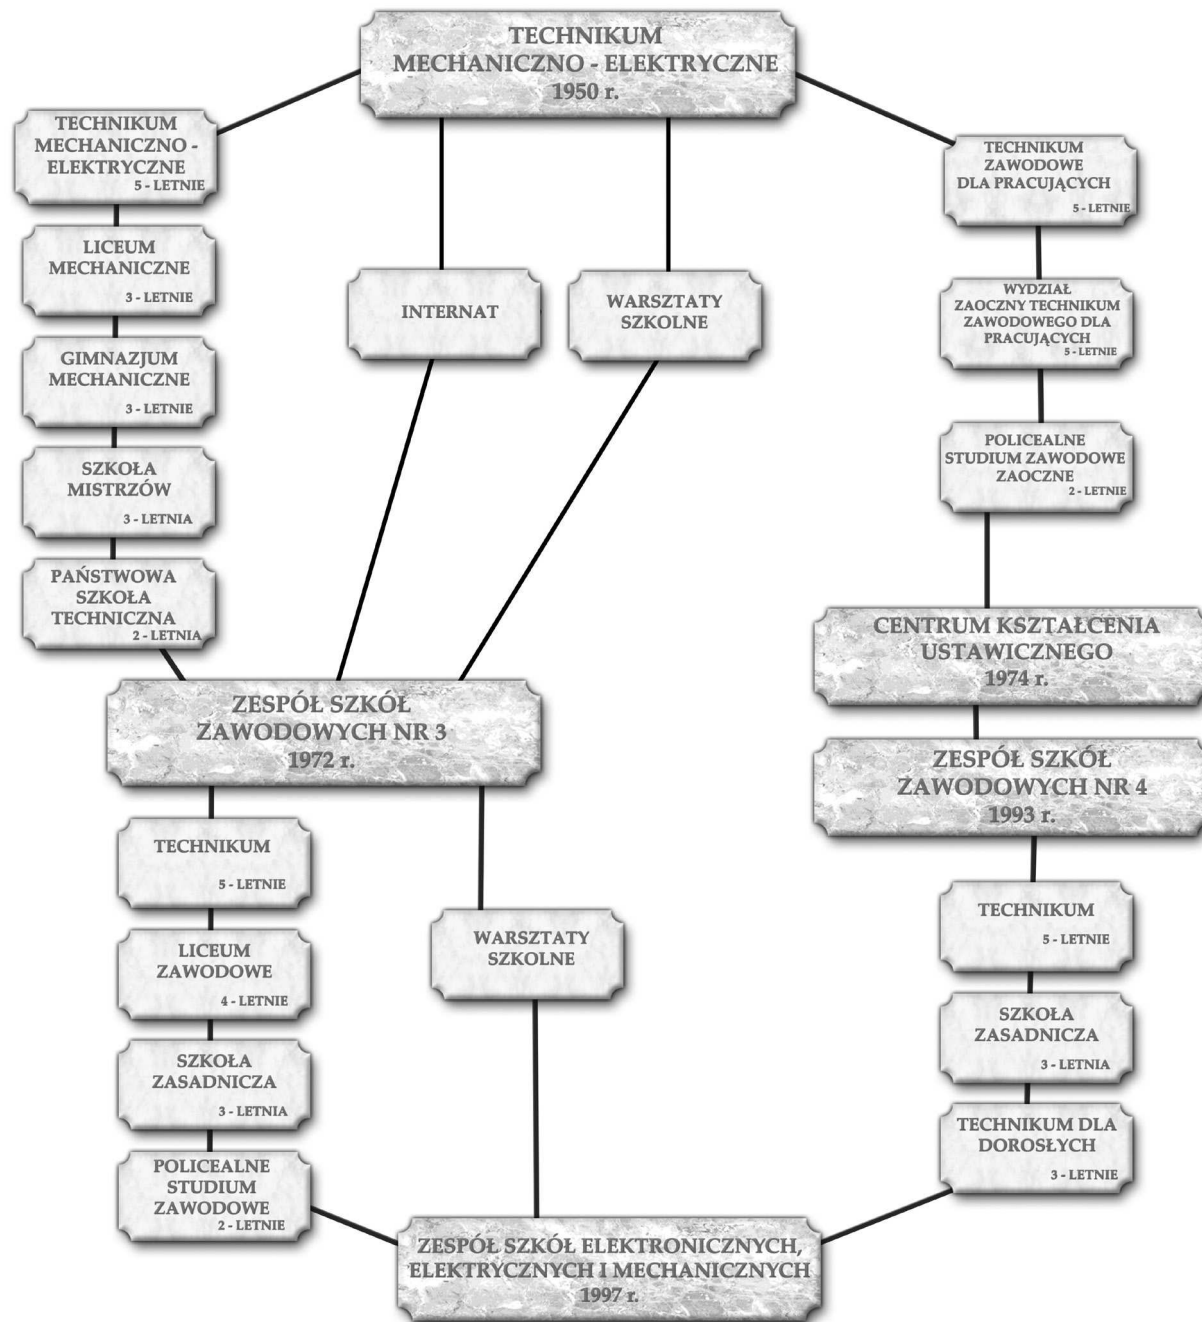 TECHNIKUM
MECHANICZNO - ELEKTRYCZNE
1950 r.
TECHNIKUM
MECHANICZNO -
ELEKTRYCZNE
5 - LETNIE
LICEUM
MECHANICZNE
3 - LETNIE
GIMNAZJUM
MECHANICZNE
3 - LETNIE
SZKOŁA
MISTRZÓW
3 - LETNIA
PAŃSTWOWA
SZKOŁA
TECHNICZNA
2 - LETNIA
INTERNAT
WARSZTATY
SZKOLNE
TECHNIKUM
ZAWODOWE
DLA PRACUJĄCYCH
5 - LETNIE
WYDZIAŁ
ZAOCZNY TECHNIKUM
ZAWODOWEGO DLA
PRACUJĄCYCH
5 - LETNIE
POLICEALNE
STUDIUM ZAWODOWE
ZAOCZNE
2 - LETNIE
CENTRUM KSZTAŁCENIA
USTAWICZNEGO
1974 r.
ZESPÓŁ SZKÓŁ
ZAWODOWYCH NR 3
1972 r.
ZESPÓŁ SZKÓŁ
ZAWODOWYCH NR 4
1993 r.
TECHNIKUM
5 - LETNIE
LICEUM
ZAWODOWE
4 - LETNIE
SZKOŁA
ZASADNICZA
3 - LETNIA
POLICEALNE
STUDIUM
ZAWODOWE
2 - LETNIE
WARSZTATY
SZKOLNE
TECHNIKUM
5 - LETNIE
SZKOŁA
ZASADNICZA
3 - LETNIA
TECHNIKUM DLA
DOROSŁYCH
3 - LETNIE
ZESPÓŁ SZKÓŁ ELEKTRONICZNYCH,
ELEKTRYCZNYCH I MECHANICZNYCH
1997 r.